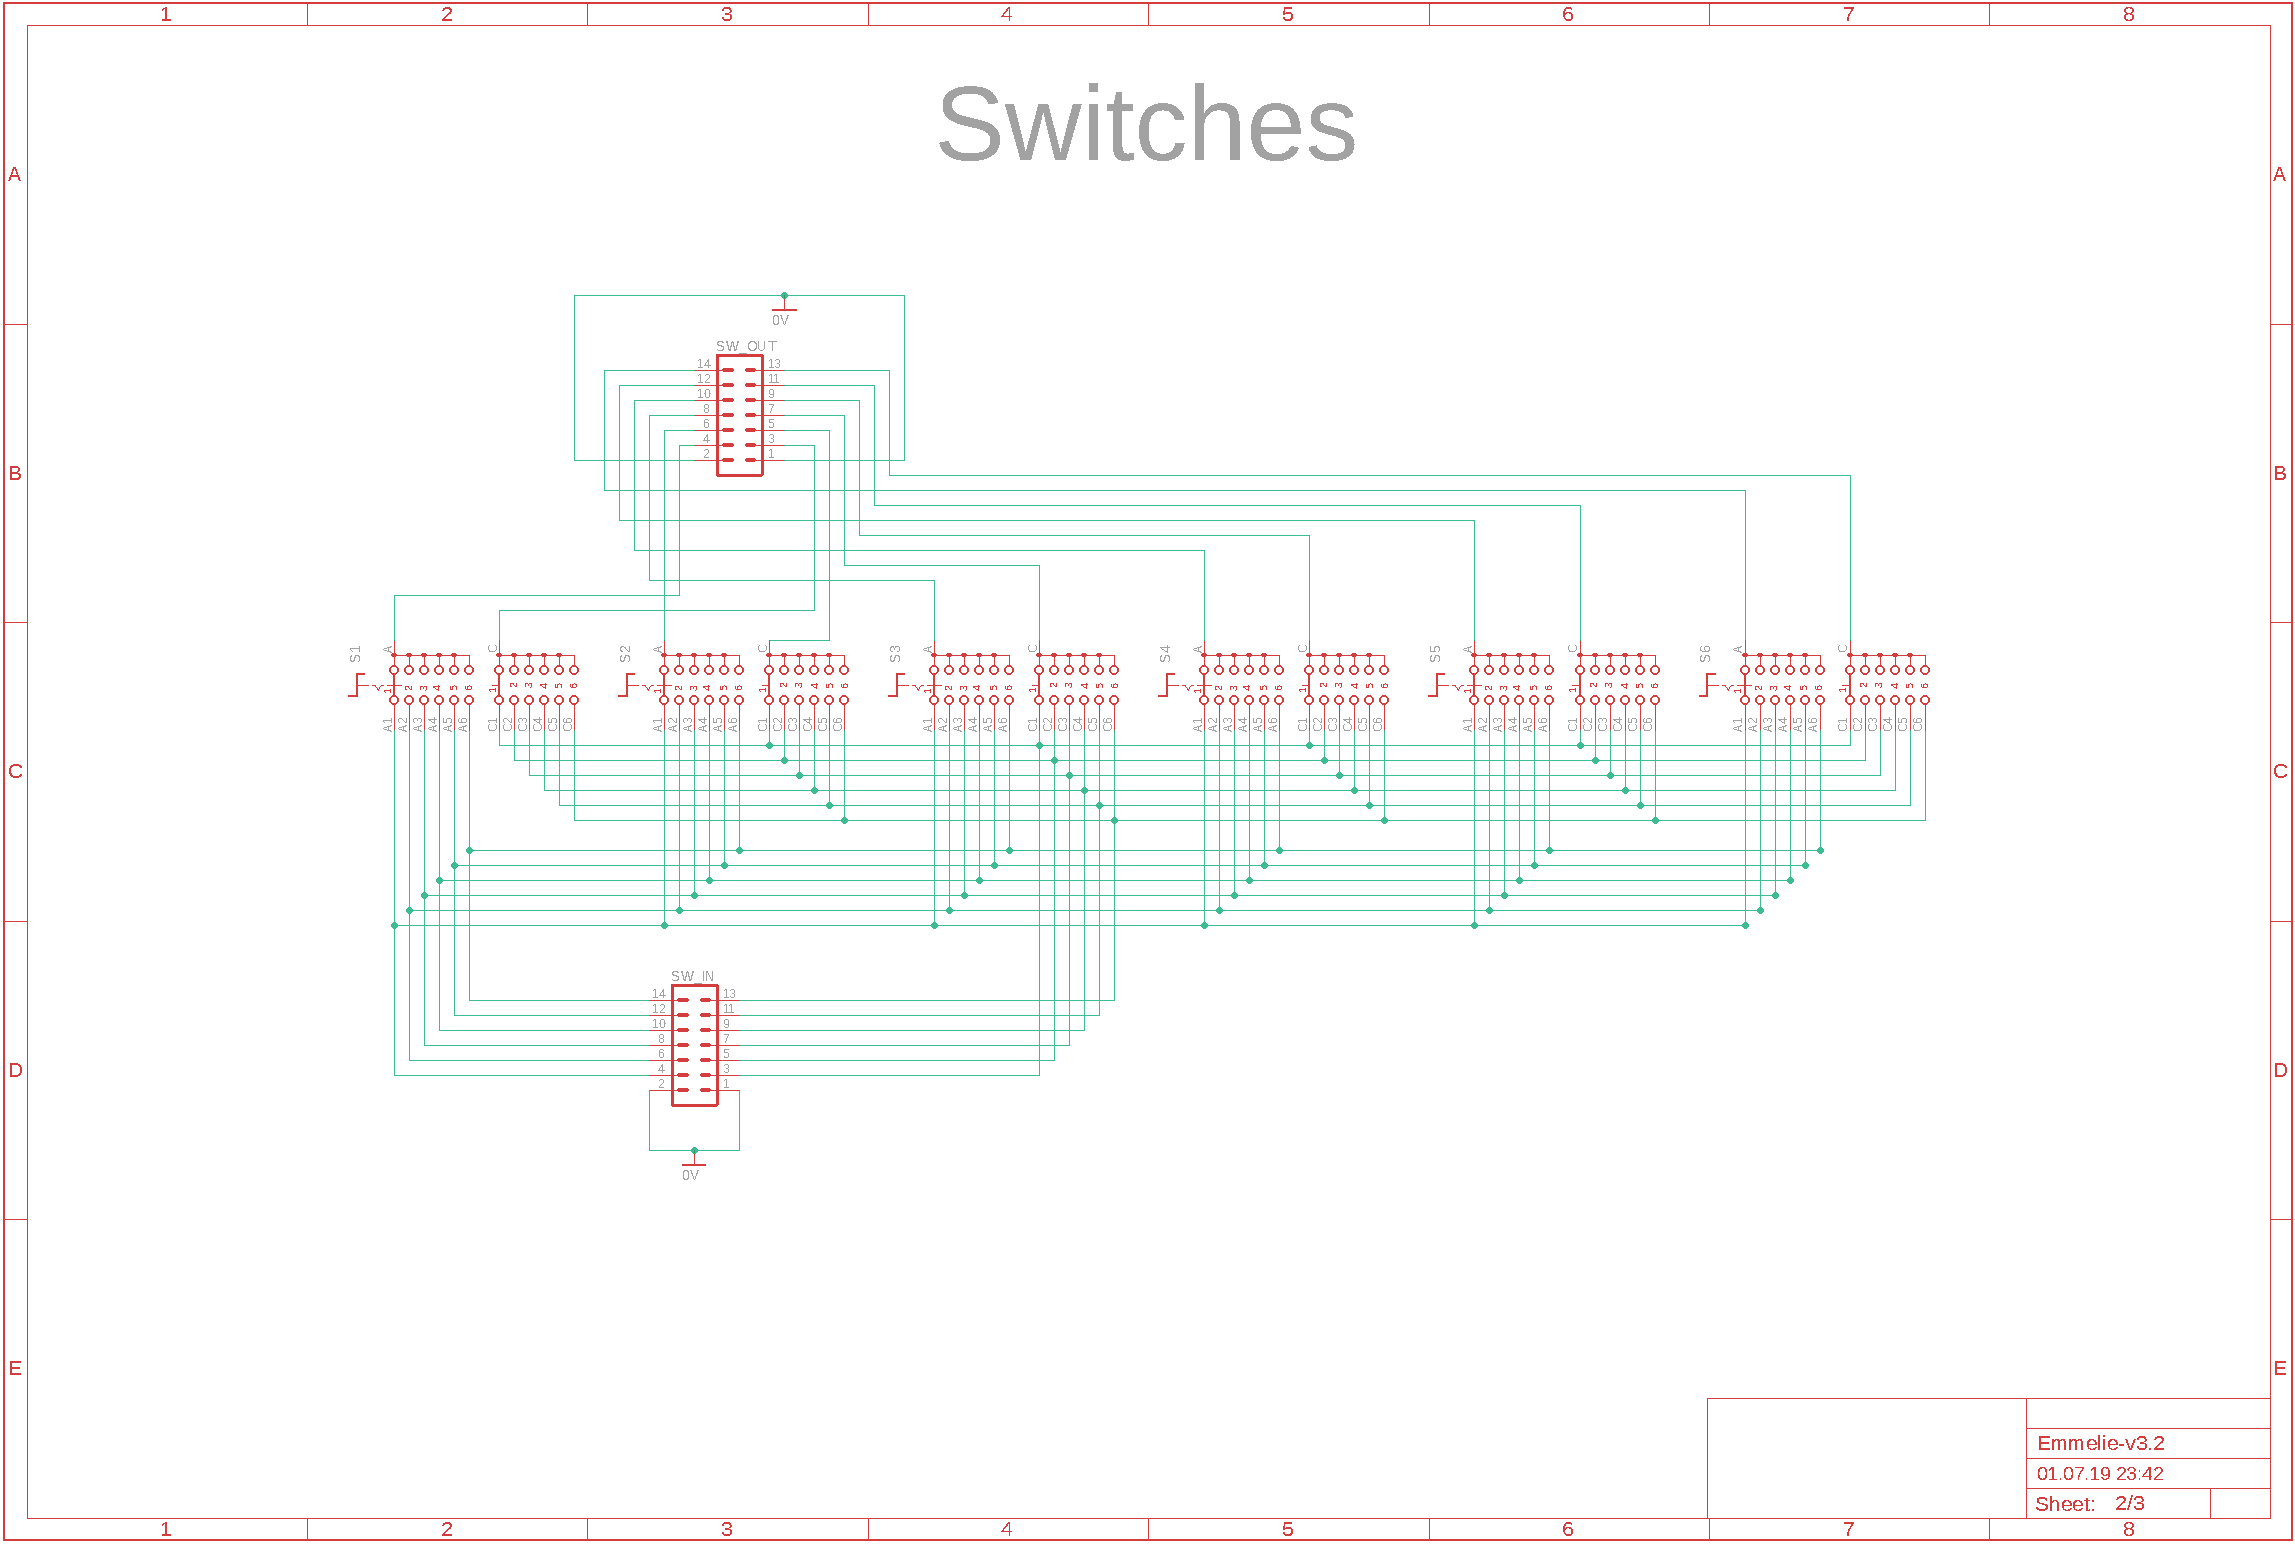 1 2 3 4 5 6 7 8
Switches
A A
0V
SW_OUT
14 13
12 11
10 9
8 7
6 5
4 3
2 1
B B
S1 A C S2 A C S3 A C S4 A C S5 A C S6 A C
1 2 3 4 5 6 1 2 3 4 5 6 1 2 3 4 5 6 1 2 3 4 5 6 1 2 3 4 5 6 1 2 3 4 5 6 1 2 3 4 5 6 1 2 3 4 5 6 1 2 3 4 5 6 1 2 3 4 5 6 1 2 3 4 5 6 1 2 3 4 5 6
A1 A2 A3 A4 A5 A6 C1 C2 C3 C4 C5 C6 A1 A2 A3 A4 A5 A6 C1 C2 C3 C4 C5 C6 A1 A2 A3 A4 A5 A6 C1 C2 C3 C4 C5 C6 A1 A2 A3 A4 A5 A6 C1 C2 C3 C4 C5 C6 A1 A2 A3 A4 A5 A6 C1 C2 C3 C4 C5 C6 A1 A2 A3 A4 A5 A6 C1 C2 C3 C4 C5 C6
C C
SW_IN
14 13
12 11
10 9
8 7
6 5
4 3
2 1
D D
0V
E E
Emmelie-v3.2
01.07.19 23:42
Sheet: 2/3
1 2 3 4 5 6 7 8